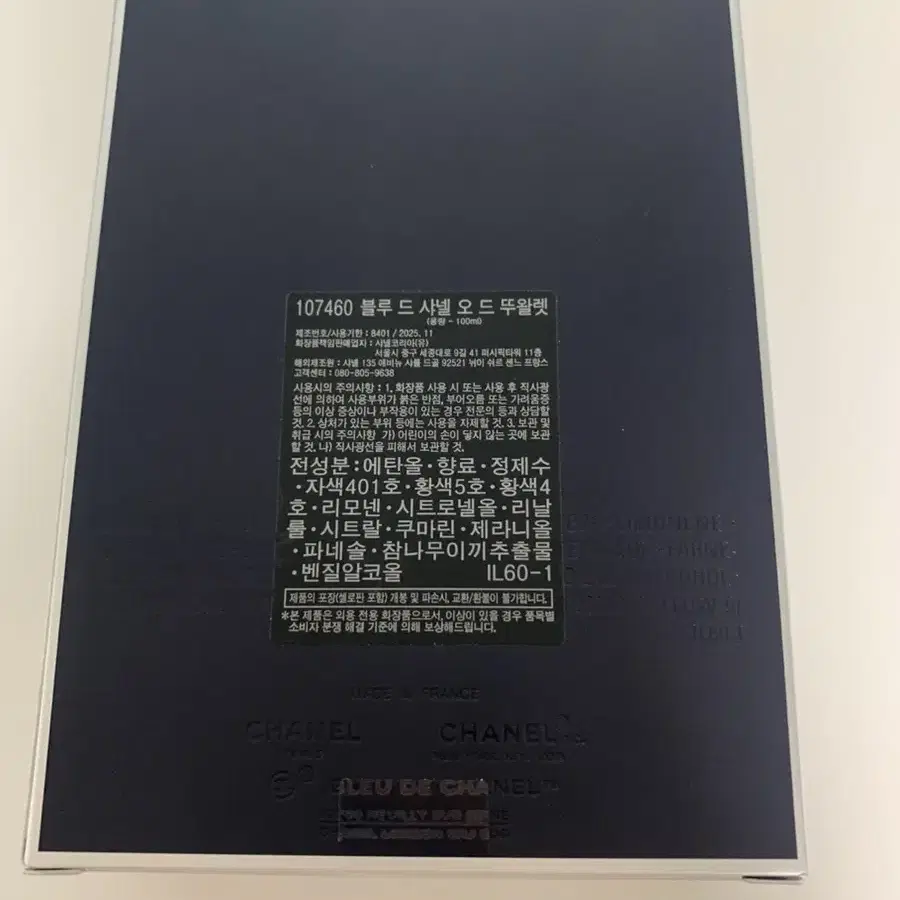 107460 블루 드 샤넬 오 드 뚜왈렛
(용량 - 100ml)
제조번호/사용기한 : 8401 / 2025. 11
화장품책임판매업자 : 샤넬코리아(유)
서울시 중구 세종대로 9길 41 퍼시픽타워 11층
해외제조원 : 샤넬 135 애비뉴 샤를 드골 92521 뉘이 쉬르 센느 프랑스
고객센터 : 080-805-9638
사용시의 주의사항 : 1. 화장품 사용 시 또는 사용 후 직사광
선에 의하여 사용부위가 붉은 반점, 부어오름 또는 가려움증
등의 이상 증상이나 부작용이 있는 경우 전문의 등과 상담할
것. 2. 상처가 있는 부위 등에는 사용을 자제할 것. 3. 보관 및
취급 시의 주의사항 가) 어린이의 손이 닿지 않는 곳에 보관
할 것. 나) 직사광선을 피해서 보관할 것.
전성분:에탄올·향료·정제수
·자색401호·황색5호·황색4
호·리모넨·시트로넬올·리날
룰·시트랄·쿠마린·제라니올
·파네솔·참나무이끼추출물
·벤질알코올 IL60-1
제품의 포장(셀로판 포함) 개봉 및 파손시, 교환/환불이 불가합니다.
*본 제품은 의용 전용 화장품으로서, 이상이 있을 경우 품목별
소비자 분쟁 해결 기준에 의해 보상해드립니다.
MADE IN FRANCE
CHANEL CHANEL
PARIS
BLEU DE CHANEL